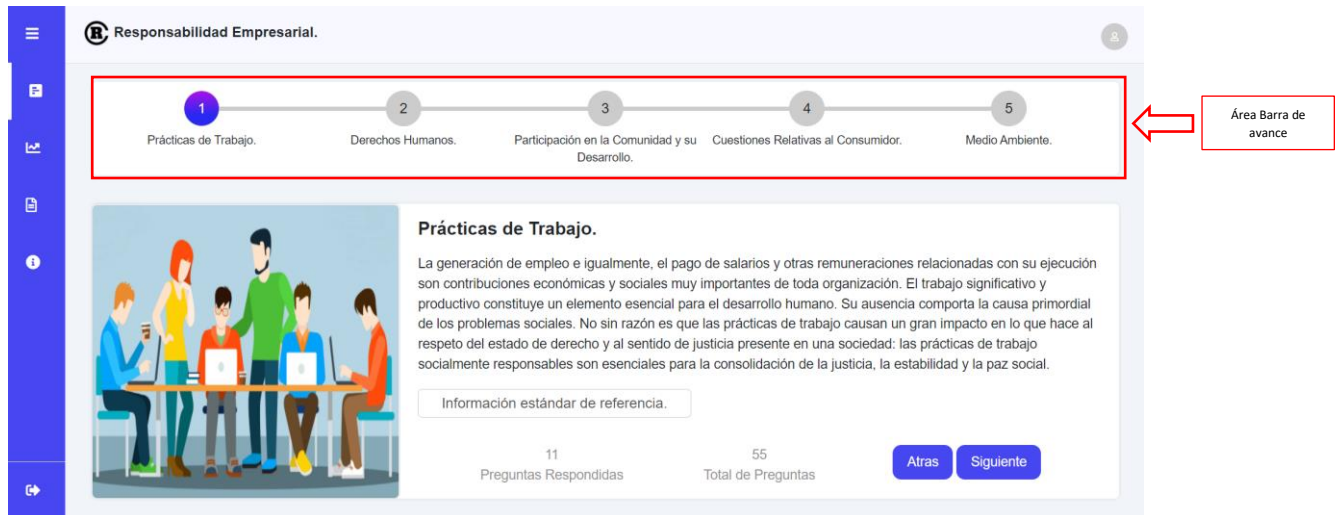 Responsabilidad Empresarial.
1
2
3
4
5
Prácticas de Trabajo.
Derechos Humanos.
Participación en la Comunidad y su
Desarrollo.
Cuestiones Relativas al Consumidor.
Medio Ambiente.
Área Barra de
avance
Prácticas de Trabajo.
La generación de empleo e igualmente, el pago de salarios y otras remuneraciones relacionadas con su ejecución
son contribuciones económicas y sociales muy importantes de toda organización. El trabajo significativo y
productivo constituye un elemento esencial para el desarrollo humano. Su ausencia comporta la causa primordial
de los problemas sociales. No sin razón es que las prácticas de trabajo causan un gran impacto en lo que hace al
respeto del estado de derecho y al sentido de justicia presente en una sociedad: las prácticas de trabajo
socialmente responsables son esenciales para la consolidación de la justicia, la estabilidad y la paz social.
Información estándar de referencia.
11
Preguntas Respondidas
55
Total de Preguntas
Atras
Siguiente